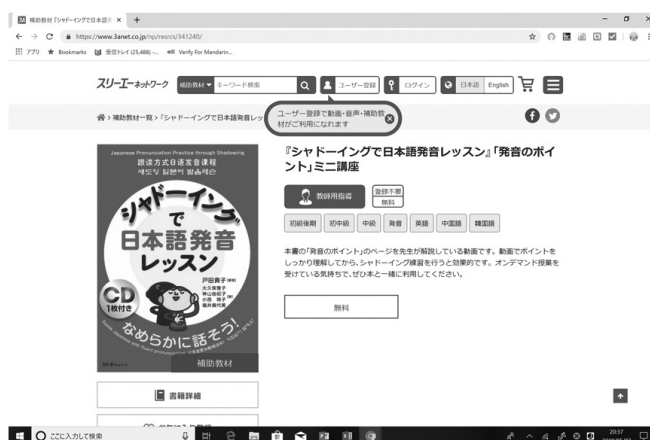 補助教材『シャドーイングで日本語発
https://www.3anet.co.jp/np/resrcs/341240/
アプリ Bookmarks 受信トレイ (25,488) -... Verify For Mandarin...
スリーエーネットワーク 補助教材 キーワード検索 ユーザー登録 ログイン 日本語 English
補助教材一覧 > 『シャドーイングで日本語発音レッ
ユーザー登録で動画・音声・補助教
材がご利用になれます
『シャドーイングで日本語発音レッスン』「発音のポイ
ント」ミニ講座
教師用指導
登録不要
無料
初級後期 初中級 中級 発音 英語 中国語 韓国語
本書の「発音のポイント」のページを先生が解説している動画です。動画でポイントを
しっかり理解してから、シャドーイング練習を行うと効果的です。オンデマンド授業を
受けている気持ちで、ぜひ本と一緒に利用してください。
無料
Japanese Pronunciation Practice through Shadowing
跟读方式日语发音课程
シャドーイング
で
日本語発音
レッスン
戸田貴子
CD
1枚付き
なめらかに話そう!
補助教材
書籍詳細
ここに入力して検索
20:37